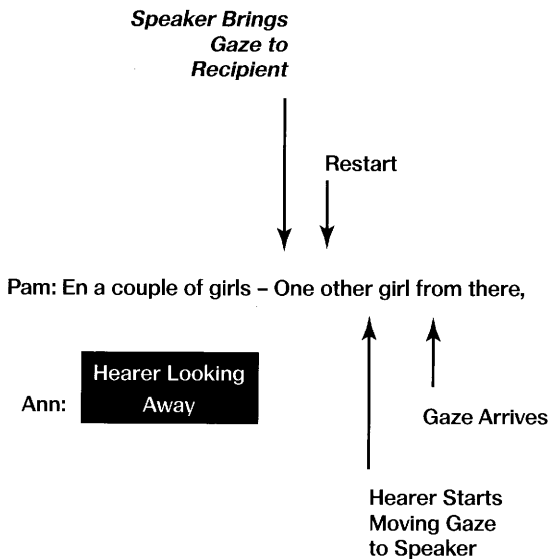 Speaker Brings
Gaze to
Recipient
Restart
Pam: En a couple of girls – One other girl from there,
Hearer Looking
Away
Ann:
Gaze Arrives
Hearer Starts
Moving Gaze
to Speaker